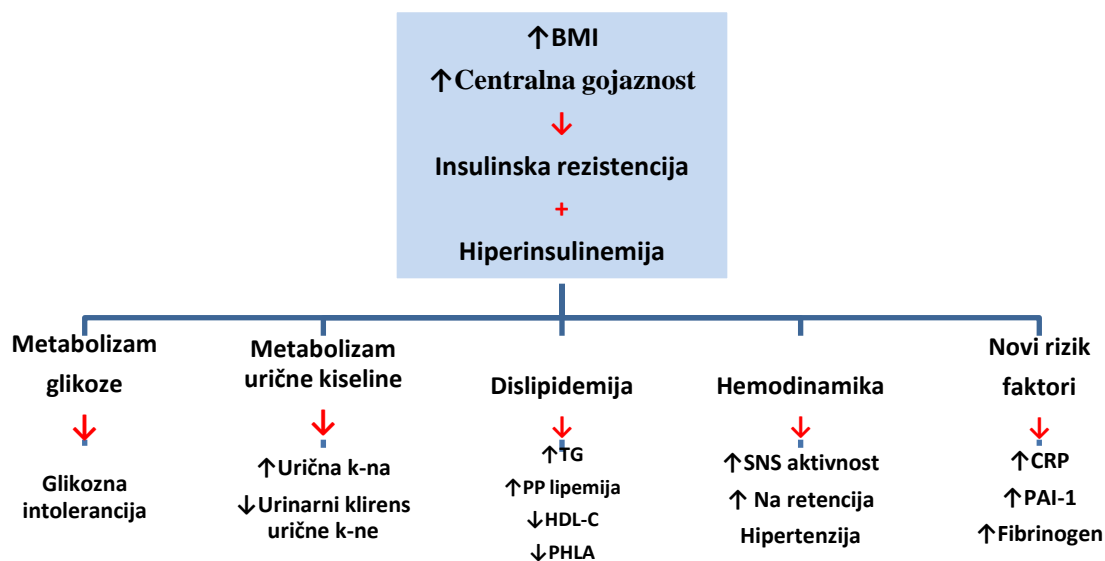 ↑BMI
↑Centralna gojaznost
↓
Insulinska rezistencija
+
Hiperinsulinemija
Metabolizam
glikoze
↓
Glikozna
intolerancija
Metabolizam
urične kiseline
↓
↑Urična k-na
↓Urinarni klirens
urične k-ne
Dislipidemija
↓
↑TG
↑PP lipemija
↓HDL-C
↓PHLA
Hemodinamika
↓
↑SNS aktivnost
↑ Na retencija
Hipertenzija
Novi rizik
faktori
↓
↑CRP
↑PAI-1
↑Fibrinogen